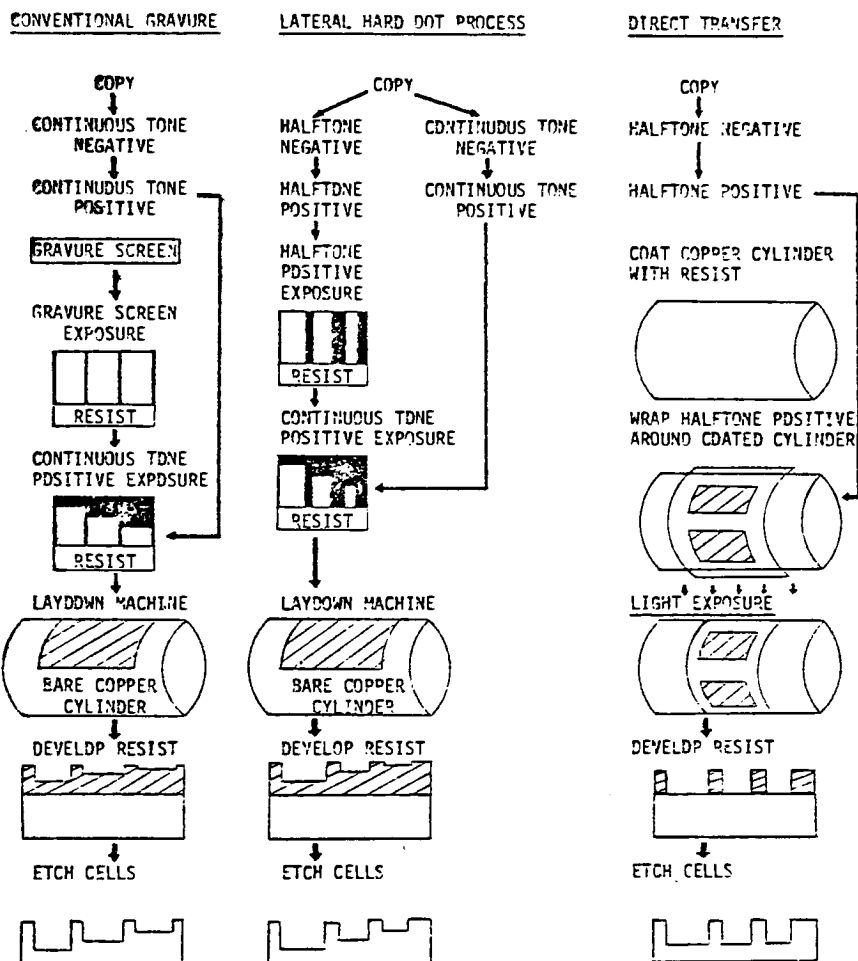 CONVENTIONAL GRAVURE
COPY
CONTINUOUS TONE
NEGATIVE
CONTINUOUS TONE
POSITIVE
GRAVURE SCREEN
GRAVURE SCREEN
EXPOSURE
RESIST
CONTINUOUS TONE
POSITIVE EXPOSURE
RESIST
LAYDOWN MACHINE
BARE COPPER
CYLINDER
DEVELOP RESIST
ETCH CELLS
LATERAL HARD DOT PROCESS
COPY
HALFTONE
NEGATIVE
CONTINUOUS TONE
NEGATIVE
HALFTONE
POSITIVE
CONTINUOUS TONE
POSITIVE
HALFTONE
POSITIVE
EXPOSURE
RESIST
CONTINUOUS TONE
POSITIVE EXPOSURE
RESIST
LAYDOWN MACHINE
BARE COPPER
CYLINDER
DEVELOP RESIST
ETCH CELLS
DIRECT TRANSFER
COPY
HALFTONE NEGATIVE
HALFTONE POSITIVE
COAT COPPER CYLINDER
WITH RESIST
WRAP HALFTONE POSITIVE
AROUND COATED CYLINDER
LIGHT EXPOSURE
DEVELOP RESIST
ETCH CELLS